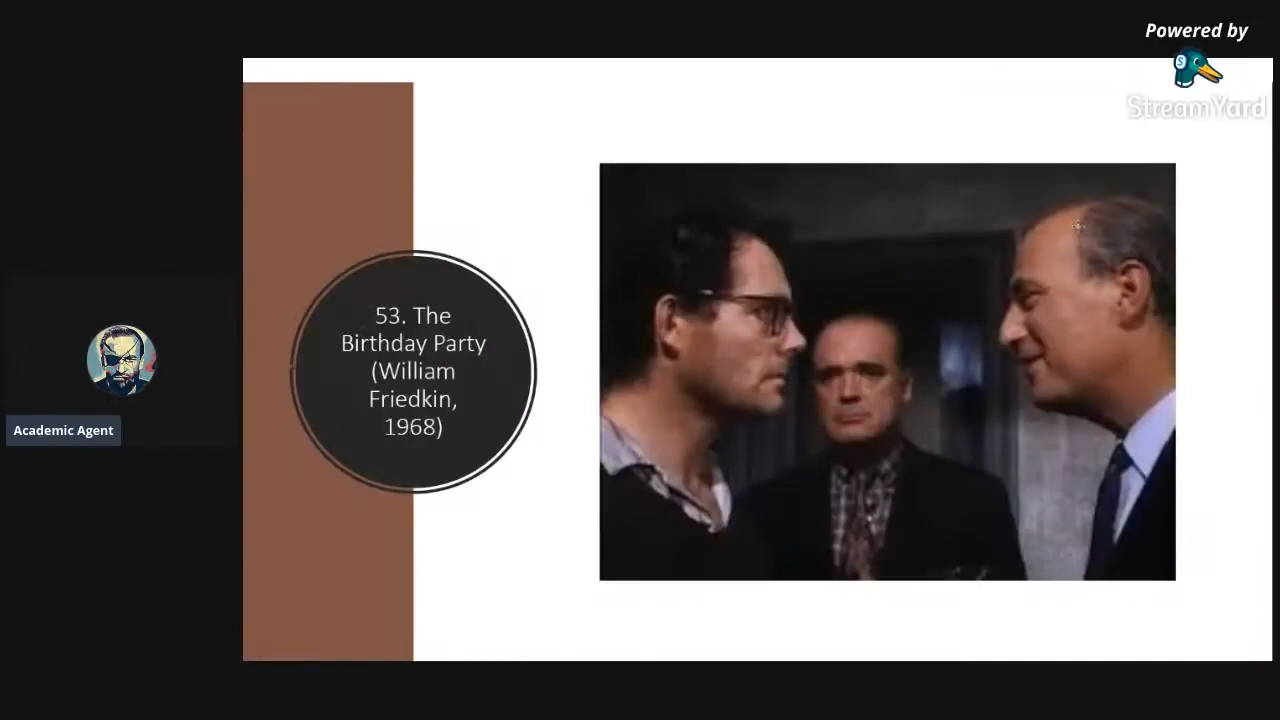 Powered by
StreamYard
53. The
Birthday Party
(William
Friedkin,
1968)
Academic Agent